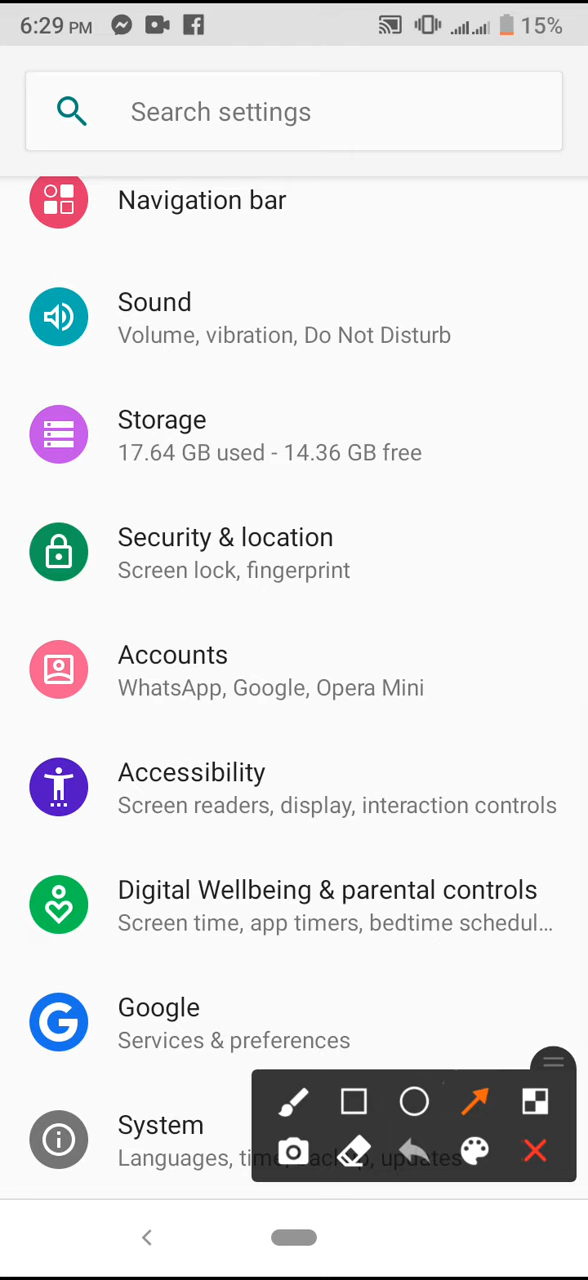 6:29 PM 15%
Search settings
Navigation bar
Sound
Volume, vibration, Do Not Disturb
Storage
17.64 GB used - 14.36 GB free
Security & location
Screen lock, fingerprint
Accounts
WhatsApp, Google, Opera Mini
Accessibility
Screen readers, display, interaction controls
Digital Wellbeing & parental controls
Screen time, app timers, bedtime schedul...
Google
Services & preferences
System
Languages, time, backup, updates